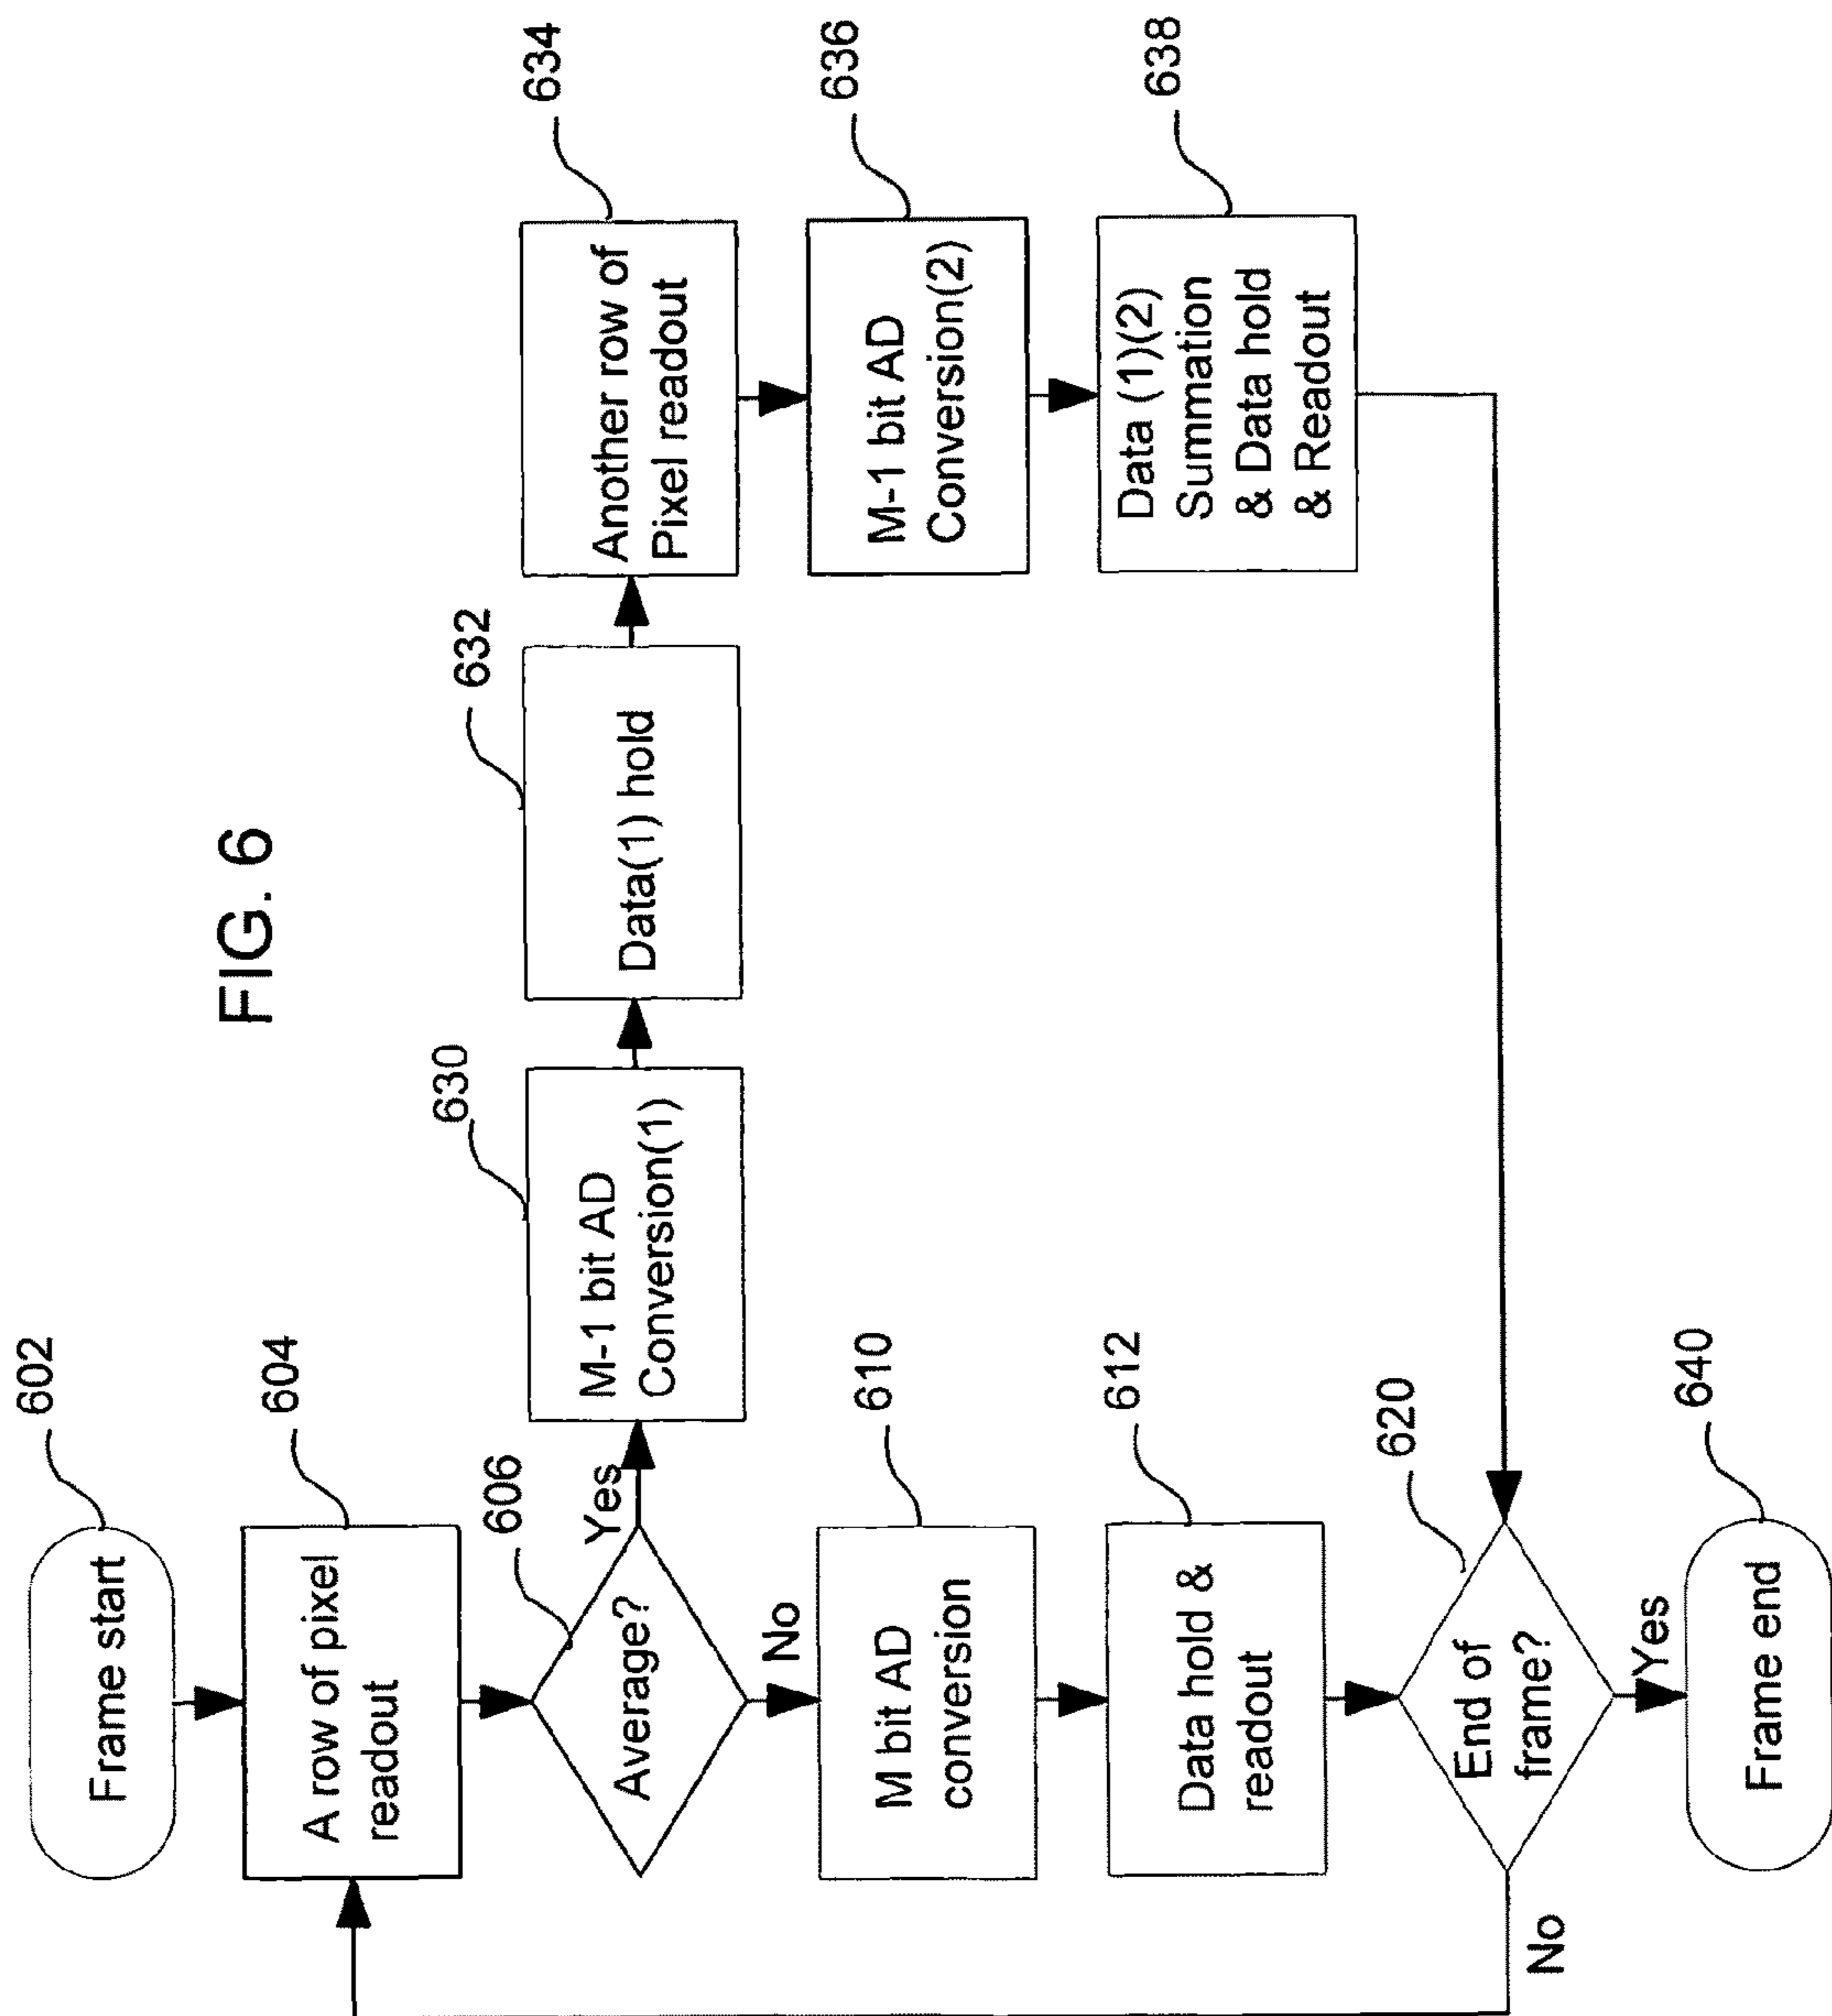 FIG. 6
602
Frame start
604
A row of pixel
readout
606
Average?
Yes
No
630
M-1 bit AD
Conversion(1)
632
Data(1) hold
634
Another row of
Pixel readout
636
M-1 bit AD
Conversion(2)
638
Data (1)(2)
Summation
& Data hold
& Readout
610
M bit AD
conversion
612
Data hold &
readout
620
End of
frame?
No
Yes
640
Frame end